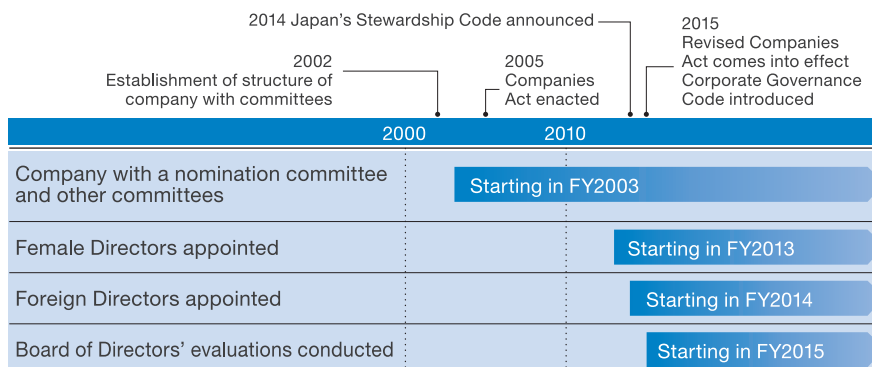 2014 Japan's Stewardship Code announced
2002
Establishment of structure of
company with committees
2005
Companies
Act enacted
2015
Revised Companies
Act comes into effect
Corporate Governance
Code introduced
2000
2010
Company with a nomination committee
and other committees
Starting in FY2003
Female Directors appointed
Starting in FY2013
Foreign Directors appointed
Starting in FY2014
Board of Directors' evaluations conducted
Starting in FY2015